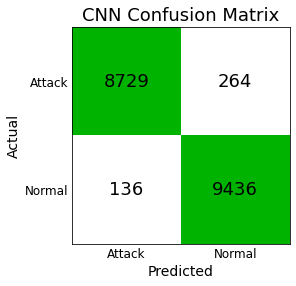 CNN Confusion Matrix
Actual
Attack 8729 264
Normal 136 9436
Attack Normal
Predicted